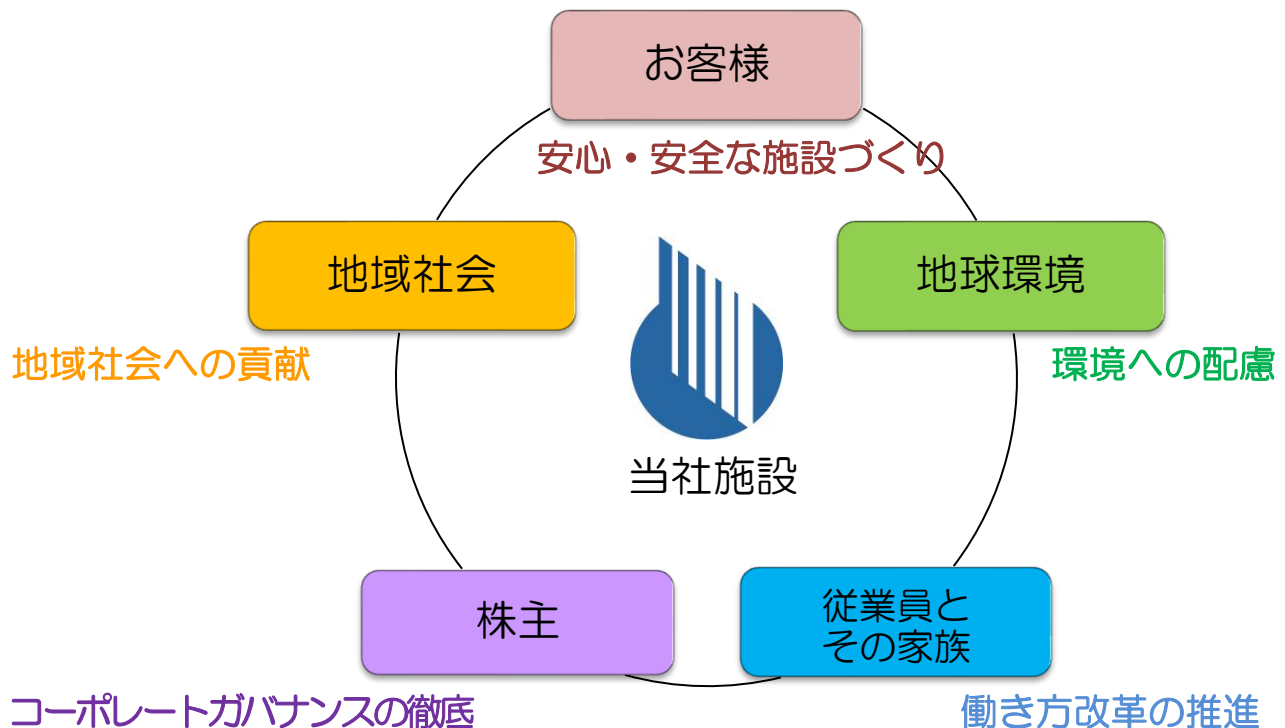 お客様
安心・安全な施設づくり
地域社会
地球環境
地域社会への貢献
環境への配慮
当社施設
株主
従業員と
その家族
コーポレートガバナンスの徹底
働き方改革の推進